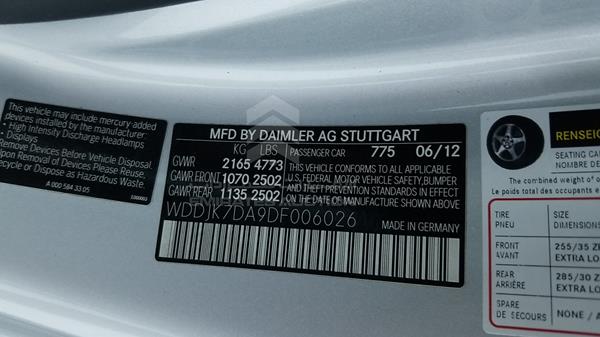 This vehicle may include mercury-added
devices installed by the manufacturer:
- High Intensity Discharge Headlamps
Remove Devices Before Vehicle Disposal.
Upon Removal of Devices Please Reuse,
Recycle or Dispose as Hazardous Waste.
A 000 584 33 05
MFD BY DAIMLER AG STUTTGART
KG LBS PASSENGER CAR 775 06/12
GVWR 2165 4773 THIS VEHICLE CONFORMS TO ALL APPLICABLE
GAWR FRONT 1070 2502 U.S. FEDERAL MOTOR VEHICLE SAFETY, BUMPER,
GAWR REAR 1135 2502 AND THEFT PREVENTION STANDARDS IN EFFECT
ON THE DATE OF MANUFACTURE SHOWN ABOVE
WDDJK7DA9DF006026
MADE IN GERMANY
RENSEIG
SEATING CA
NOMBRE DE
The combined weight of
Le poids total des occupants e
TIRE
PNEU
SIZE
DIMENSIONS
FRONT
AVANT
255/35 Z
EXTRA LO
REAR
ARRIÈRE
285/30 Z
EXTRA LO
SPARE
DE SECOURS
NONE / A